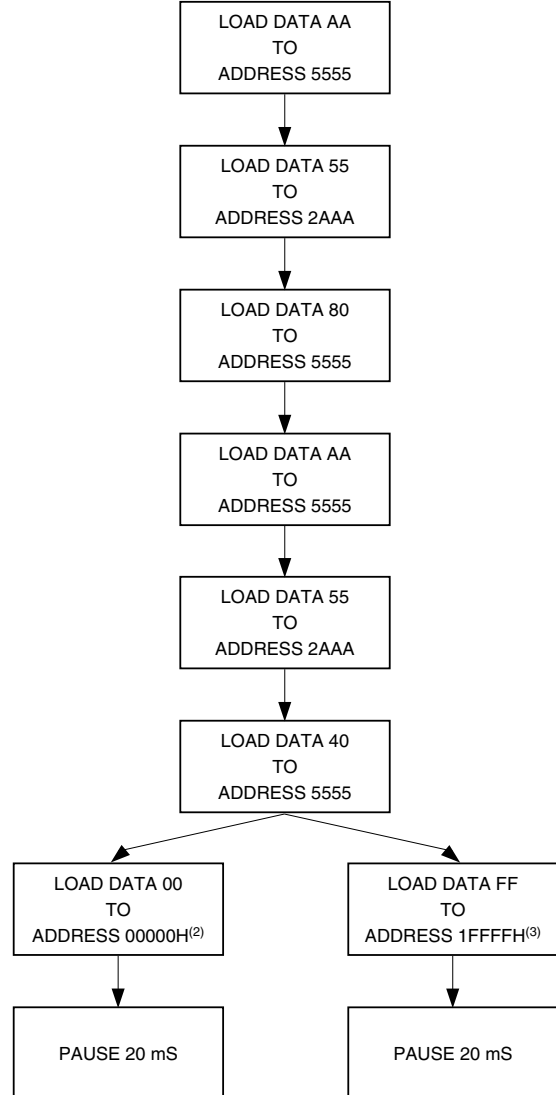 LOAD DATA AA
TO
ADDRESS 5555
LOAD DATA 55
TO
ADDRESS 2AAA
LOAD DATA 80
TO
ADDRESS 5555
LOAD DATA AA
TO
ADDRESS 5555
LOAD DATA 55
TO
ADDRESS 2AAA
LOAD DATA 40
TO
ADDRESS 5555
LOAD DATA 00
TO
ADDRESS 00000H(2)
PAUSE 20 mS
LOAD DATA FF
TO
ADDRESS 1FFFFH(3)
PAUSE 20 mS